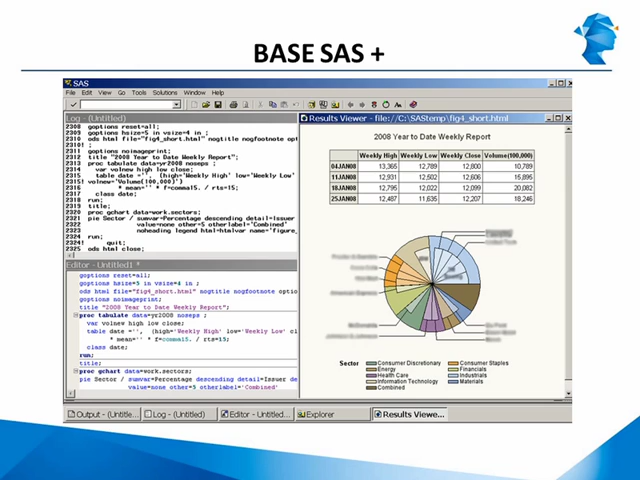 BASE SAS +
SAS
File Edit View Go Tools Solutions Window Help
Log - (Untitled)
2308 goptions reset=all;
2309 goptions hsize=5 in vsize=4 in ;
2310 ods html file="fig4_short.html" nogtitle nogfootnote optio
2310! ;
2311 goptions noimageprint;
2312 title "2008 Year to Date Weekly Report";
2313 proc tabulate data=yr2008 noseps ;
2314 var volnew high low close;
2315 table date ='', (high='Weekly High' low='Weekly Low'
2315! volnew='Volume(100,000)')
2316 * mean='' * f=comma15. / rts=15;
2317 class date;
2318 run;
2319 title;
2320 proc gchart data=work.sectors;
2321 pie Sector / sumvar=Percentage descending detail=Issuer
2322 value=none other=5 otherlabel='Combined'
2323 noheading legend html=htmlvar name='figure_
2324 run;
2324! quit;
2325 ods html close;
Editor - Untitled1 *
goptions reset=all;
goptions hsize=5 in vsize=4 in ;
ods html file="fig4_short.html" nogtitle nogfootnote optio
goptions noimageprint;
title "2008 Year to Date Weekly Report";
proc tabulate data=yr2008 noseps ;
var volnew high low close;
table date ='', (high='Weekly High' low='Weekly Low' cl
* mean='' * f=comma15. / rts=15;
class date;
run;
title;
proc gchart data=work.sectors;
pie Sector / sumvar=Percentage descending detail=Issuer de
value=none other=5 otherlabel='Combined'
Results Viewer - file://C:\SAStemp\fig4_short.html
2008 Year to Date Weekly Report
Weekly High Weekly Low Weekly Close Volume(100,000)
04JAN08 13,365 12,789 12,800 10,789
11JAN08 12,931 12,502 12,606 15,895
18JAN08 12,795 12,022 12,099 20,082
25JAN08 12,487 11,635 12,207 18,246
Sector
Consumer Discretionary Consumer Staples
Energy Financials
Health Care Industrials
Information Technology Materials
Combined
Output - (Untitle... Log - (Untitled) Editor - Untitled... Explorer Results Viewe...